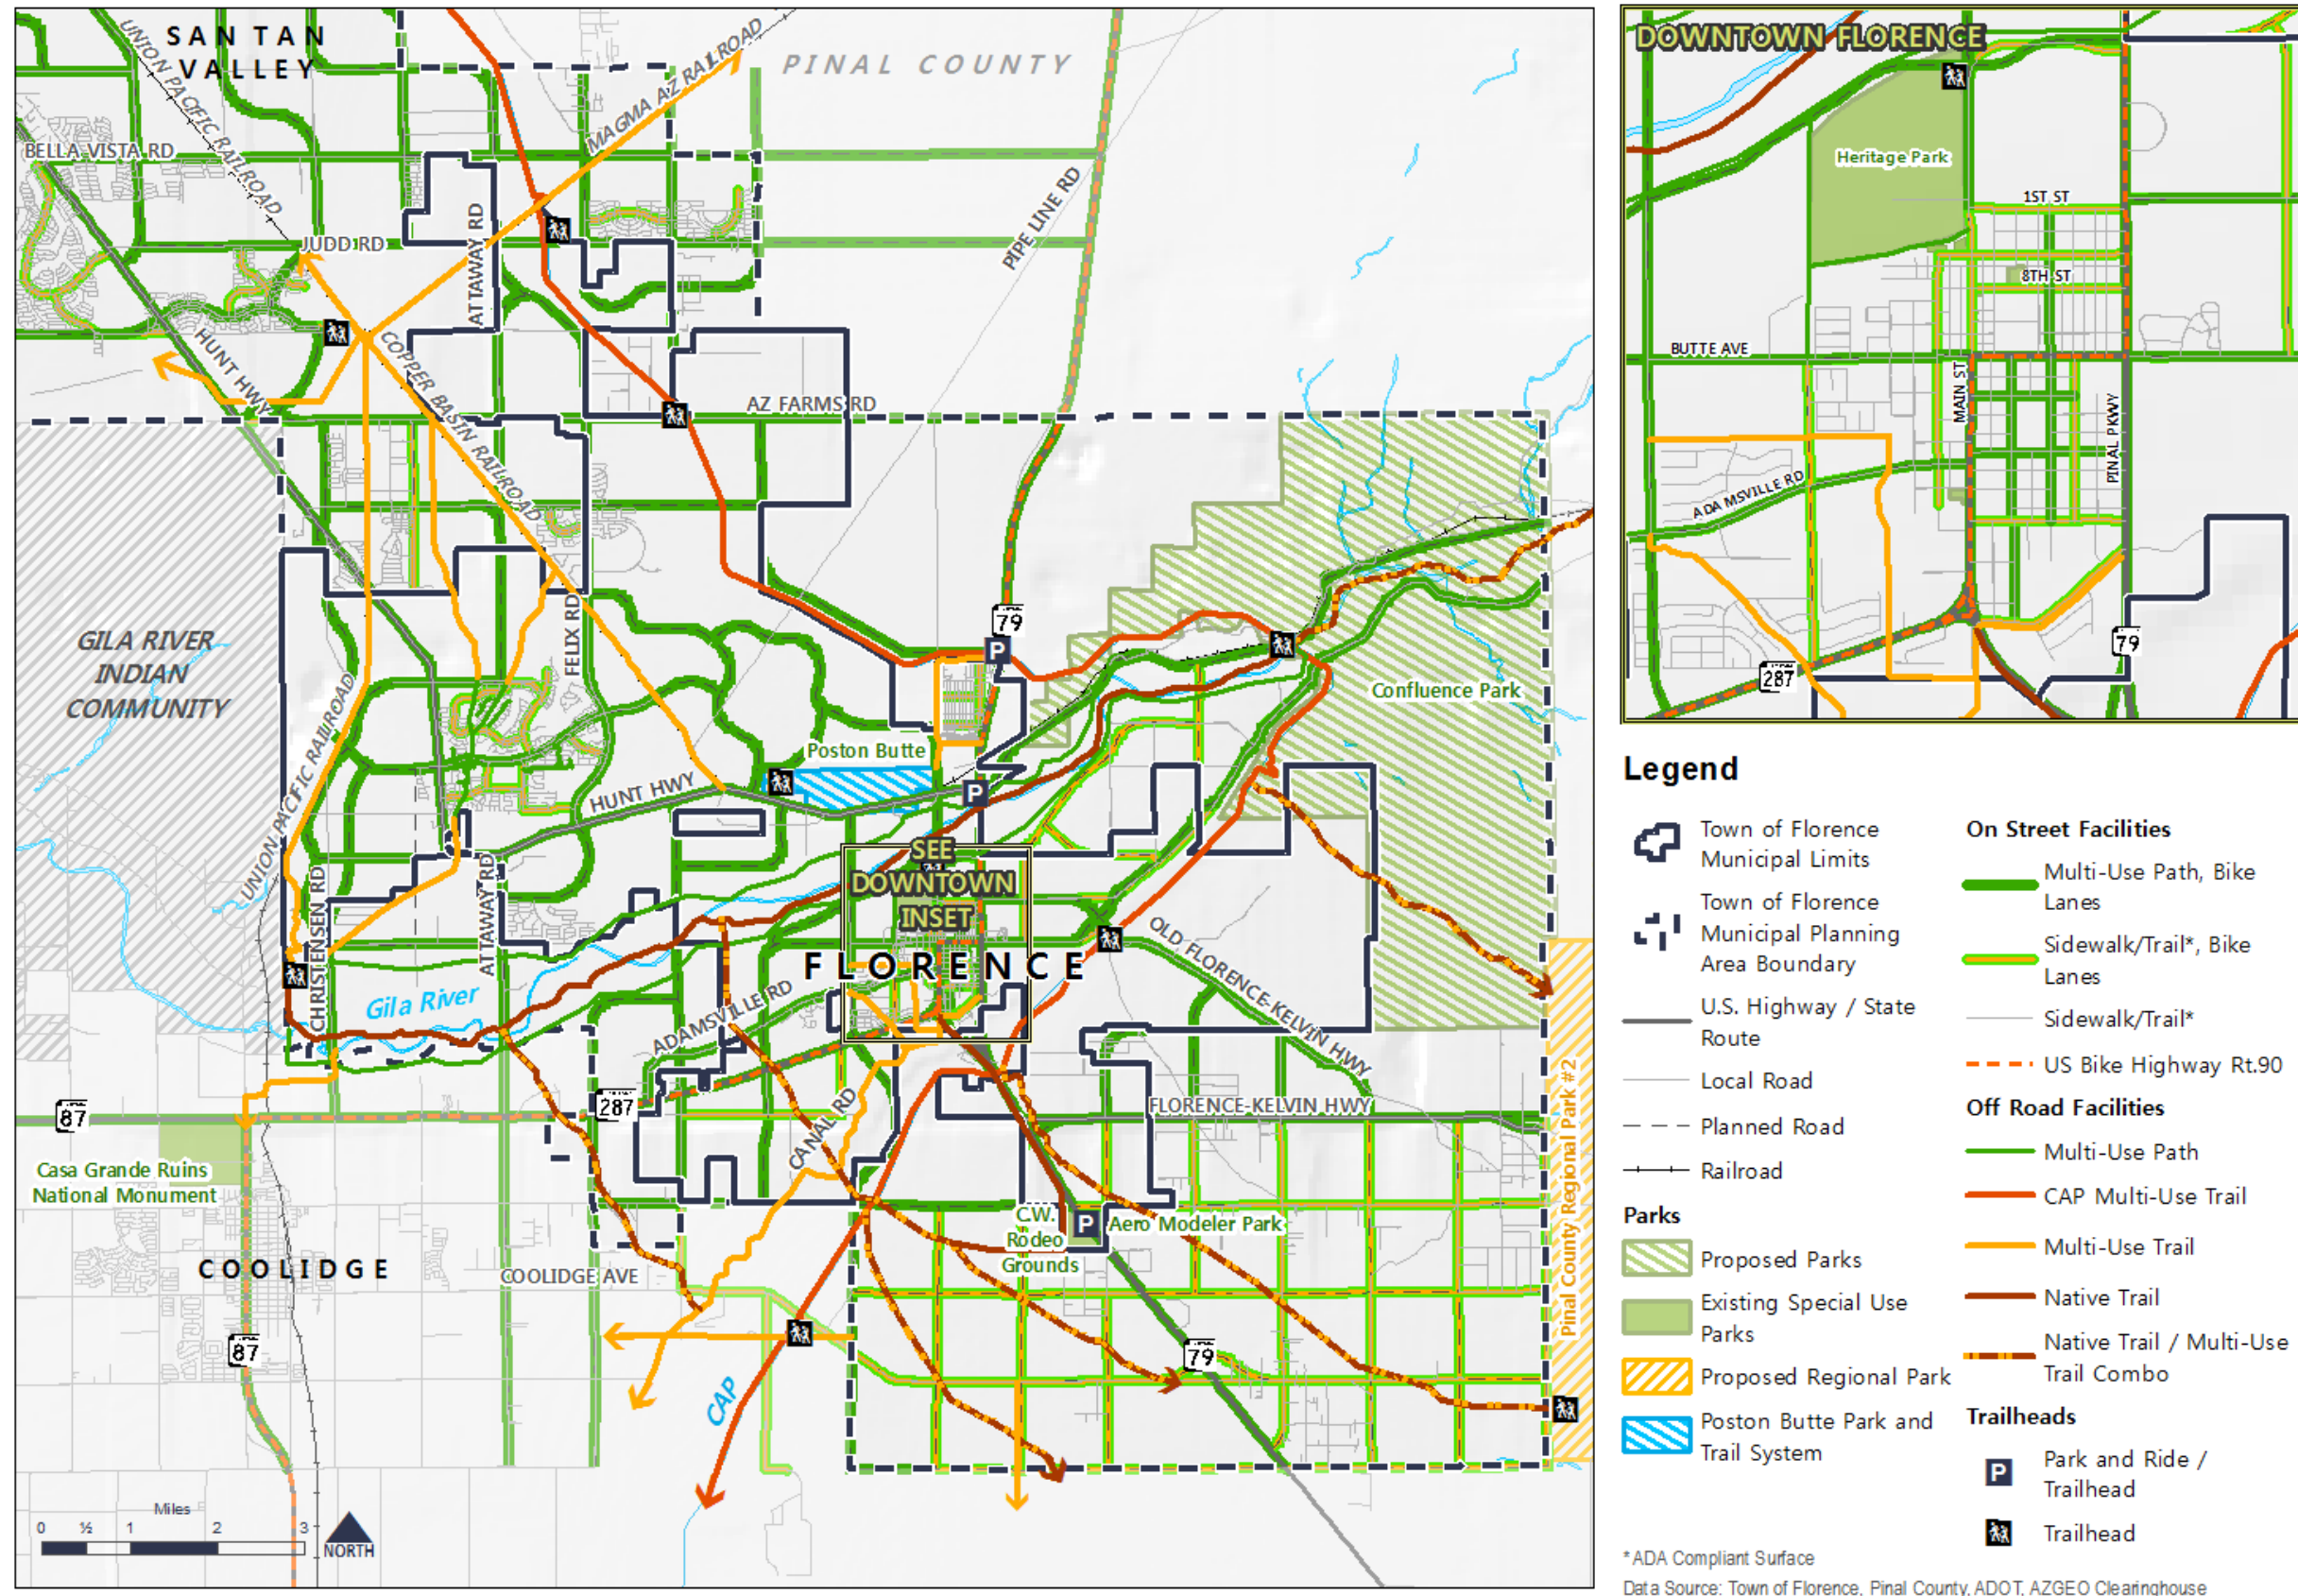 SAN TAN
VALLEY
PINAL COUNTY
UNION PACIFIC RAILROAD
MAGMA AZ RAILROAD
BELLA VISTA RD
JUDD RD
ATTAWAY RD
PIPE LINE RD
HUNT HWY
COPPER BASIN RAILROAD
AZ FARMS RD
GILA RIVER
INDIAN
COMMUNITY
FELIX RD
79
P
Confluence Park
UNION PACIFIC RAILROAD
Poston Butte
HUNT HWY
P
SEE
DOWNTOWN
INSET
CHRISTENSEN RD
ATTAWAY RD
FLORENCE
OLD FLORENCE-KELVIN HWY
Gila River
ADAMSVILLE RD
287
87
CANAL RD
FLORENCE-KELVIN HWY
Pinal County Regional Park #2
Casa Grande Ruins
National Monument
C.W.
Rodeo
Grounds
P
Aero Modeler Park
COOLIDGE
COOLIDGE AVE
87
79
CAP
Miles
0 ½ 1 2 3
NORTH
DOWNTOWN FLORENCE
Heritage Park
1ST ST
8TH ST
BUTTE AVE
MAIN ST
PINAL PKWY
ADAMSVILLE RD
79
287
Legend
Town of Florence
Municipal Limits
Town of Florence
Municipal Planning
Area Boundary
U.S. Highway / State
Route
Local Road
Planned Road
Railroad
Parks
Proposed Parks
Existing Special Use
Parks
Proposed Regional Park
Poston Butte Park and
Trail System
On Street Facilities
Multi-Use Path, Bike
Lanes
Sidewalk/Trail*, Bike
Lanes
Sidewalk/Trail*
US Bike Highway Rt.90
Off Road Facilities
Multi-Use Path
CAP Multi-Use Trail
Multi-Use Trail
Native Trail
Native Trail / Multi-Use
Trail Combo
Trailheads
P
Park and Ride /
Trailhead
Trailhead
*ADA Compliant Surface
Data Source: Town of Florence, Pinal County, ADOT, AZGEO Clearinghouse